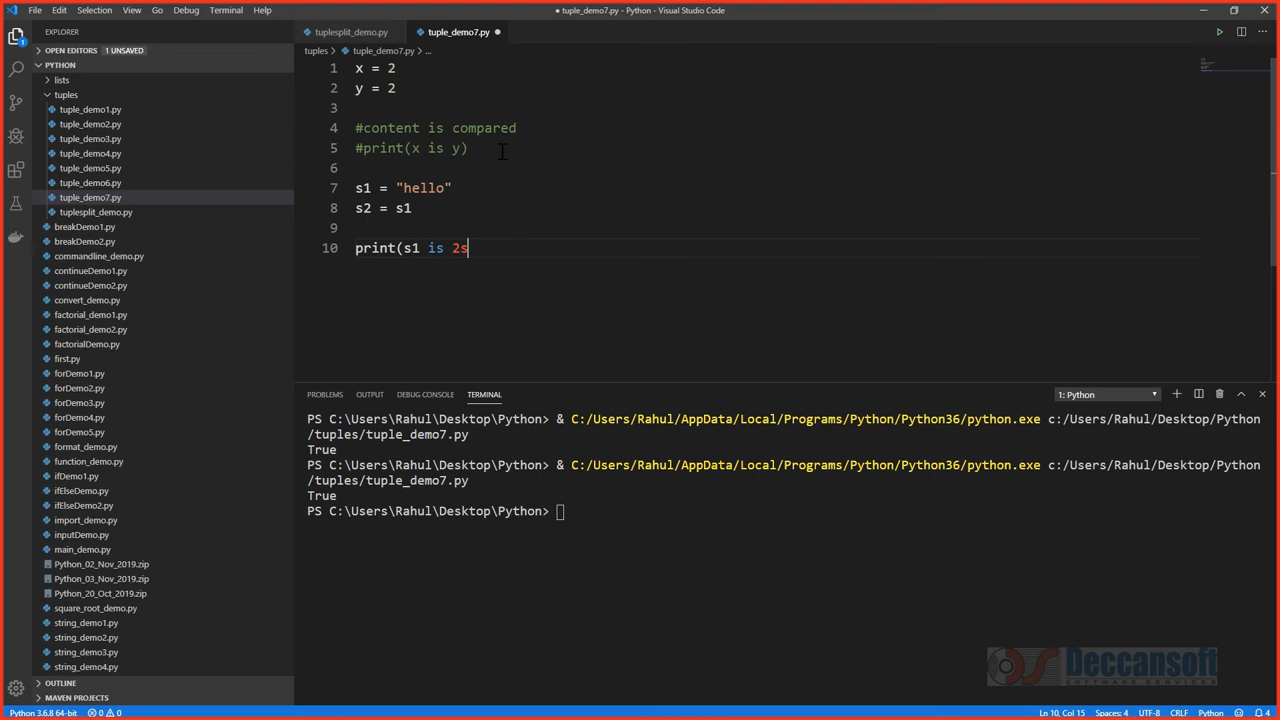 File Edit Selection View Go Debug Terminal Help
● tuple_demo7.py - Python - Visual Studio Code
EXPLORER
OPEN EDITORS 1 UNSAVED
PYTHON
lists
tuples
tuple_demo1.py
tuple_demo2.py
tuple_demo3.py
tuple_demo4.py
tuple_demo5.py
tuple_demo6.py
tuple_demo7.py
tuplesplit_demo.py
breakDemo1.py
breakDemo2.py
commandline_demo.py
continueDemo1.py
continueDemo2.py
convert_demo.py
factorial_demo1.py
factorial_demo2.py
factorialDemo.py
first.py
forDemo1.py
forDemo2.py
forDemo3.py
forDemo4.py
forDemo5.py
format_demo.py
function_demo.py
ifDemo1.py
ifElseDemo.py
ifElseDemo2.py
import_demo.py
inputDemo.py
main_demo.py
Python_02_Nov_2019.zip
Python_03_Nov_2019.zip
Python_20_Oct_2019.zip
square_root_demo.py
string_demo1.py
string_demo2.py
string_demo3.py
string_demo4.py
OUTLINE
MAVEN PROJECTS
tuplesplit_demo.py tuple_demo7.py ●
tuples > tuple_demo7.py > ...
1 x = 2
2 y = 2
3
4 #content is compared
5 #print(x is y)
6
7 s1 = "hello"
8 s2 = s1
9
10 print(s1 is 2s
PROBLEMS OUTPUT DEBUG CONSOLE TERMINAL 1: Python
PS C:\Users\Rahul\Desktop\Python> & C:/Users/Rahul/AppData/Local/Programs/Python/Python36/python.exe c:/Users/Rahul/Desktop/Python
/tuples/tuple_demo7.py
True
PS C:\Users\Rahul\Desktop\Python> & C:/Users/Rahul/AppData/Local/Programs/Python/Python36/python.exe c:/Users/Rahul/Desktop/Python
/tuples/tuple_demo7.py
True
PS C:\Users\Rahul\Desktop\Python>
Deccansoft
SOFTWARE SERVICES
Python 3.6.8 64-bit 0 0 Ln 10, Col 15 Spaces: 4 UTF-8 CRLF Python 4